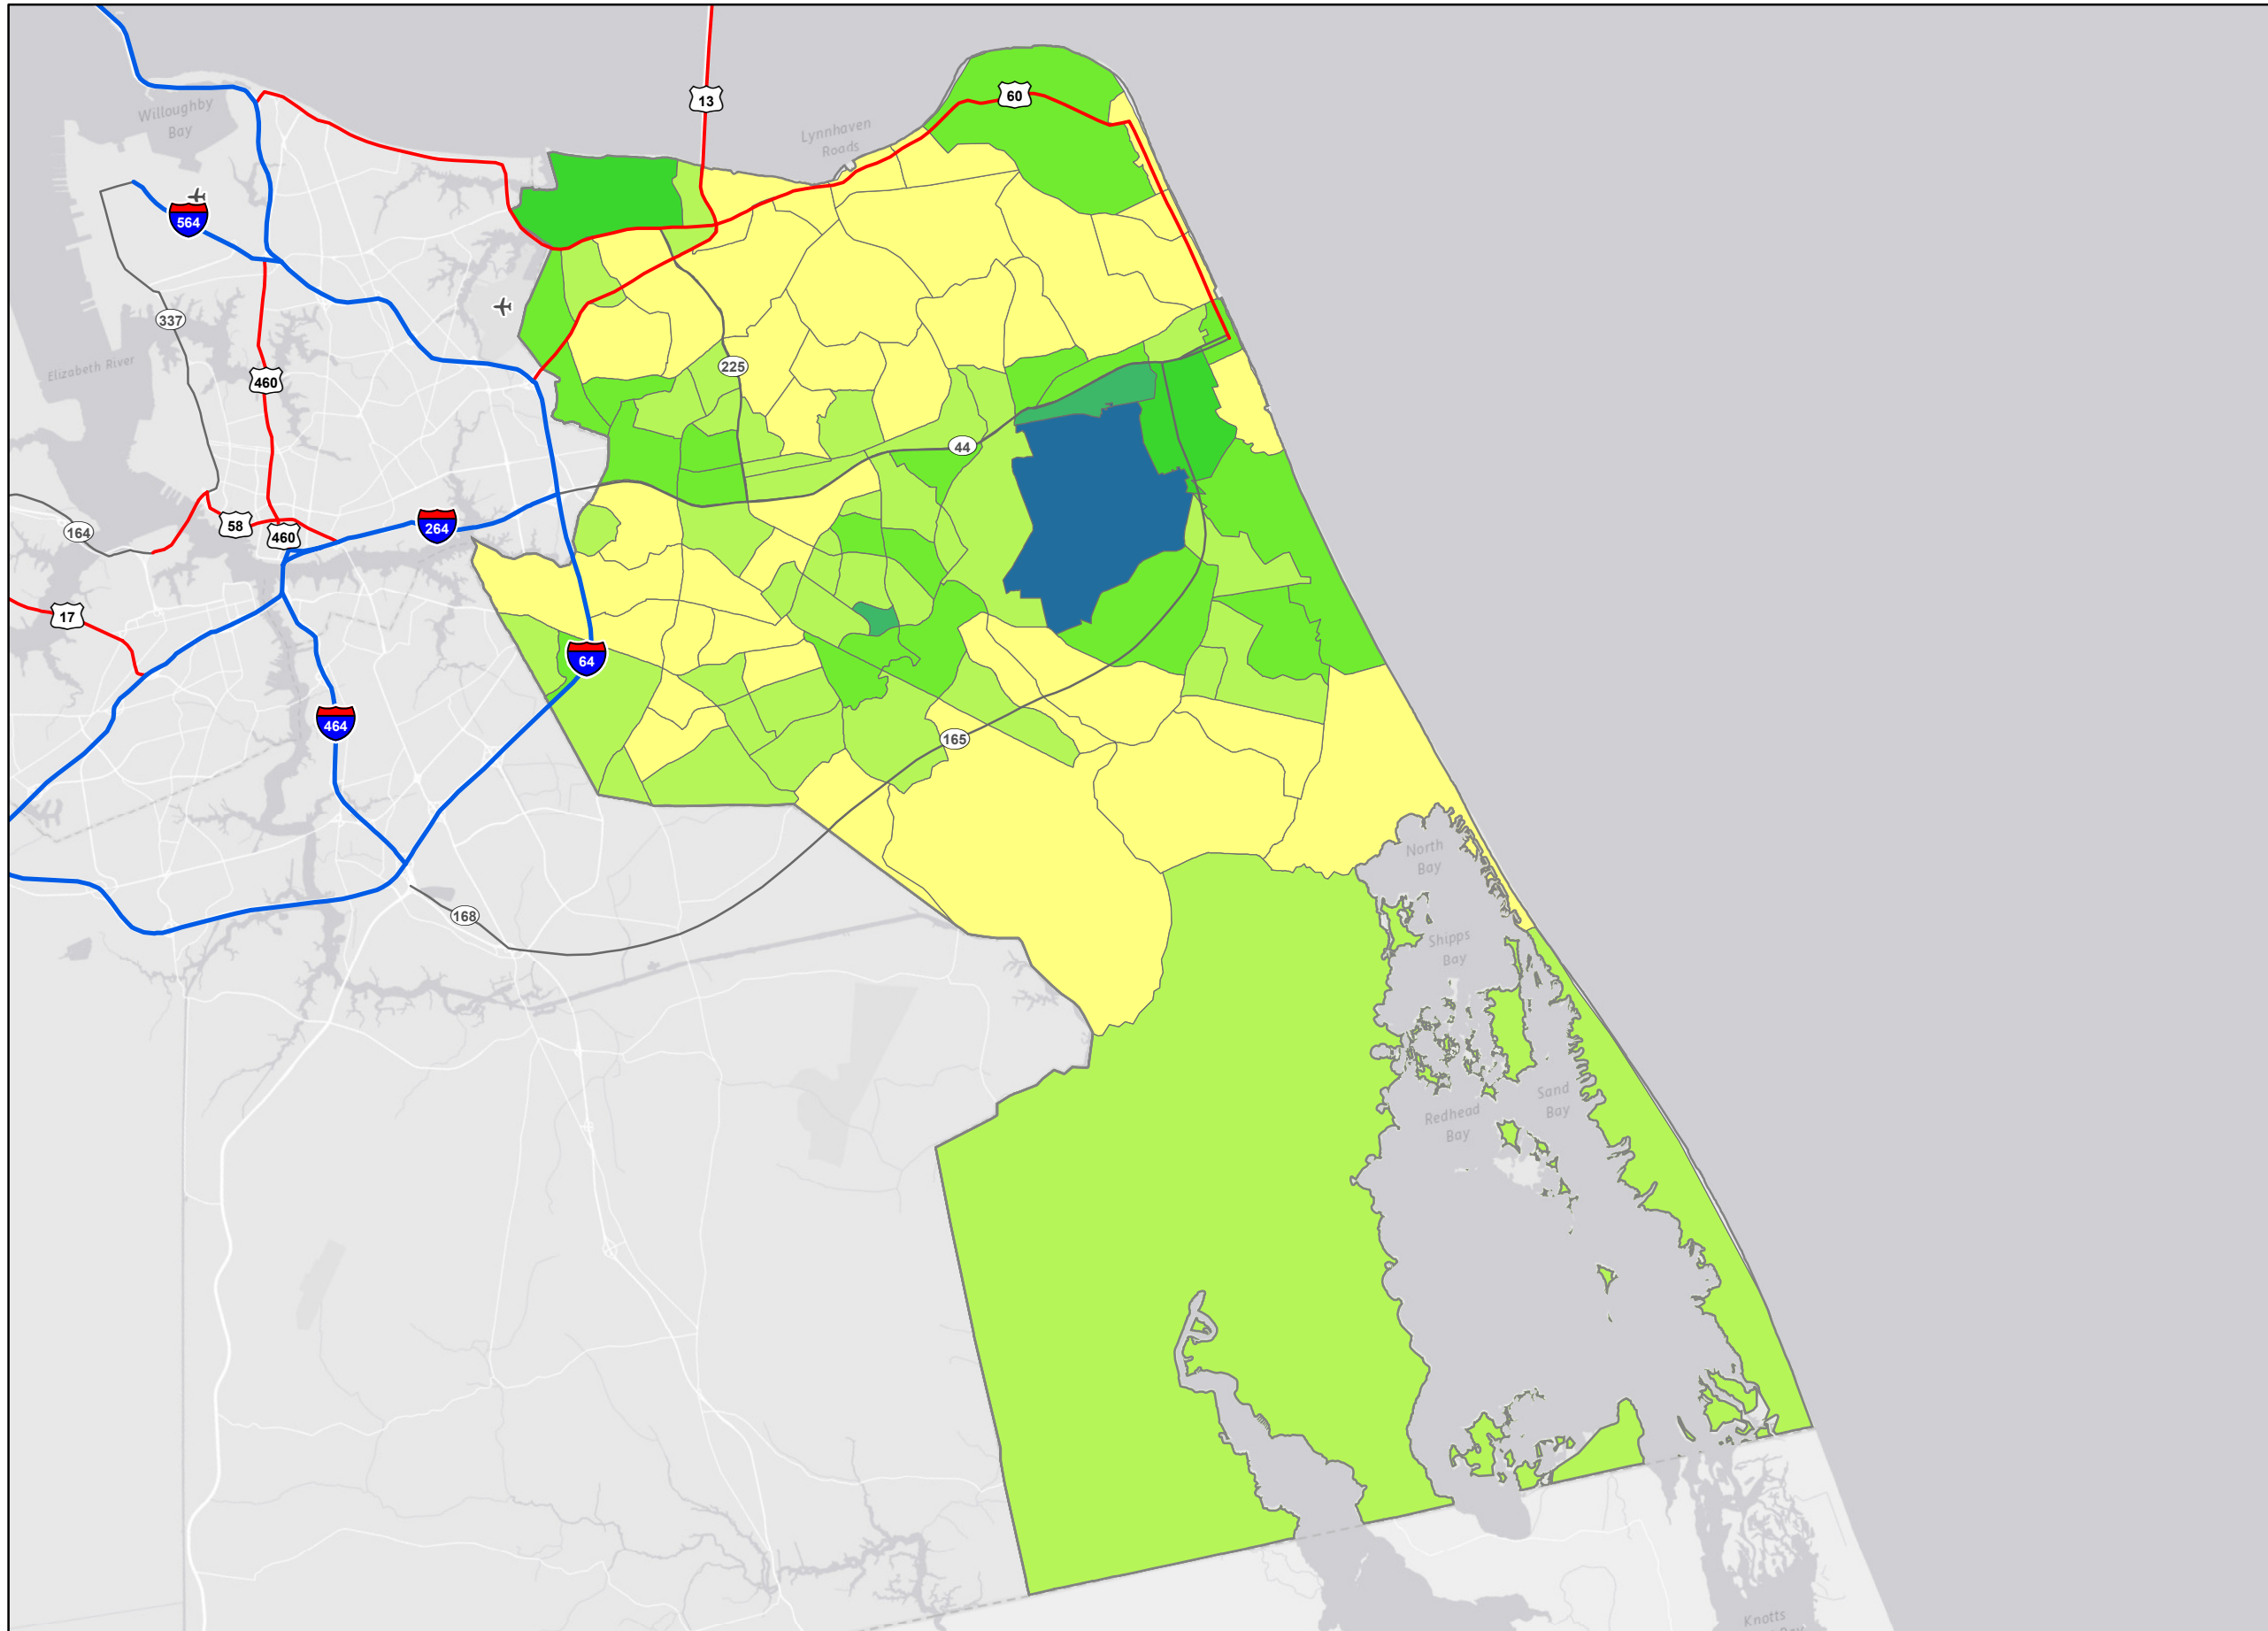 Willoughby
Bay
13
Lynnhaven
Roads
60
564
337
Elizabeth River
460
225
44
164
58
460
264
17
64
464
165
168
North
Bay
Shipps
Bay
Sand
Bay
Redhead
Bay
Knotts